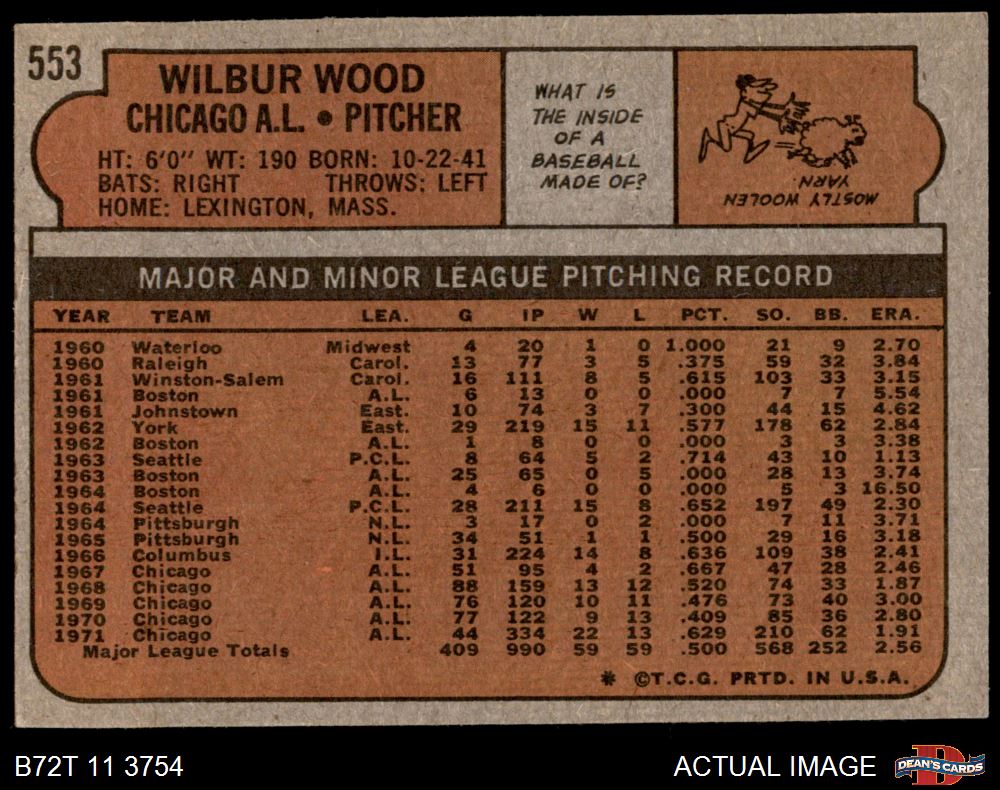 553
WILBUR WOOD
CHICAGO A.L. • PITCHER
HT: 6'0" WT: 190 BORN: 10-22-41
BATS: RIGHT THROWS: LEFT
HOME: LEXINGTON, MASS.
WHAT IS
THE INSIDE
OF A
BASEBALL
MADE OF?
MOSTLY WOOLEN
YARN
MAJOR AND MINOR LEAGUE PITCHING RECORD
YEAR TEAM LEA. G IP W L PCT. SO. BB. ERA.
1960 Waterloo Midwest 4 20 1 0 1.000 21 9 2.70
1960 Raleigh Carol. 13 77 3 5 .375 59 32 3.84
1961 Winston-Salem Carol. 16 111 8 5 .615 103 33 3.15
1961 Boston A.L. 6 13 0 0 .000 7 7 5.54
1961 Johnstown East. 10 74 3 7 .300 44 15 4.62
1962 York East. 29 219 15 11 .577 178 62 2.84
1962 Boston A.L. 1 8 0 0 .000 3 3 3.38
1963 Seattle P.C.L. 8 64 5 2 .714 43 10 1.13
1963 Boston A.L. 25 65 0 5 .000 28 13 3.74
1964 Boston A.L. 4 6 0 0 .000 5 3 16.50
1964 Seattle P.C.L. 28 211 15 8 .652 197 49 2.30
1964 Pittsburgh N.L. 3 17 0 2 .000 7 11 3.71
1965 Pittsburgh N.L. 34 51 1 1 .500 29 16 3.18
1966 Columbus I.L. 31 224 14 8 .636 109 38 2.41
1967 Chicago A.L. 51 95 4 2 .667 47 28 2.46
1968 Chicago A.L. 88 159 13 12 .520 74 33 1.87
1969 Chicago A.L. 76 120 10 11 .476 73 40 3.00
1970 Chicago A.L. 77 122 9 13 .409 85 36 2.80
1971 Chicago A.L. 44 334 22 13 .629 210 62 1.91
Major League Totals 409 990 59 59 .500 568 252 2.56
* ©T.C.G. PRTD. IN U.S.A.
B72T 11 3754
ACTUAL IMAGE
DEAN'S CARDS